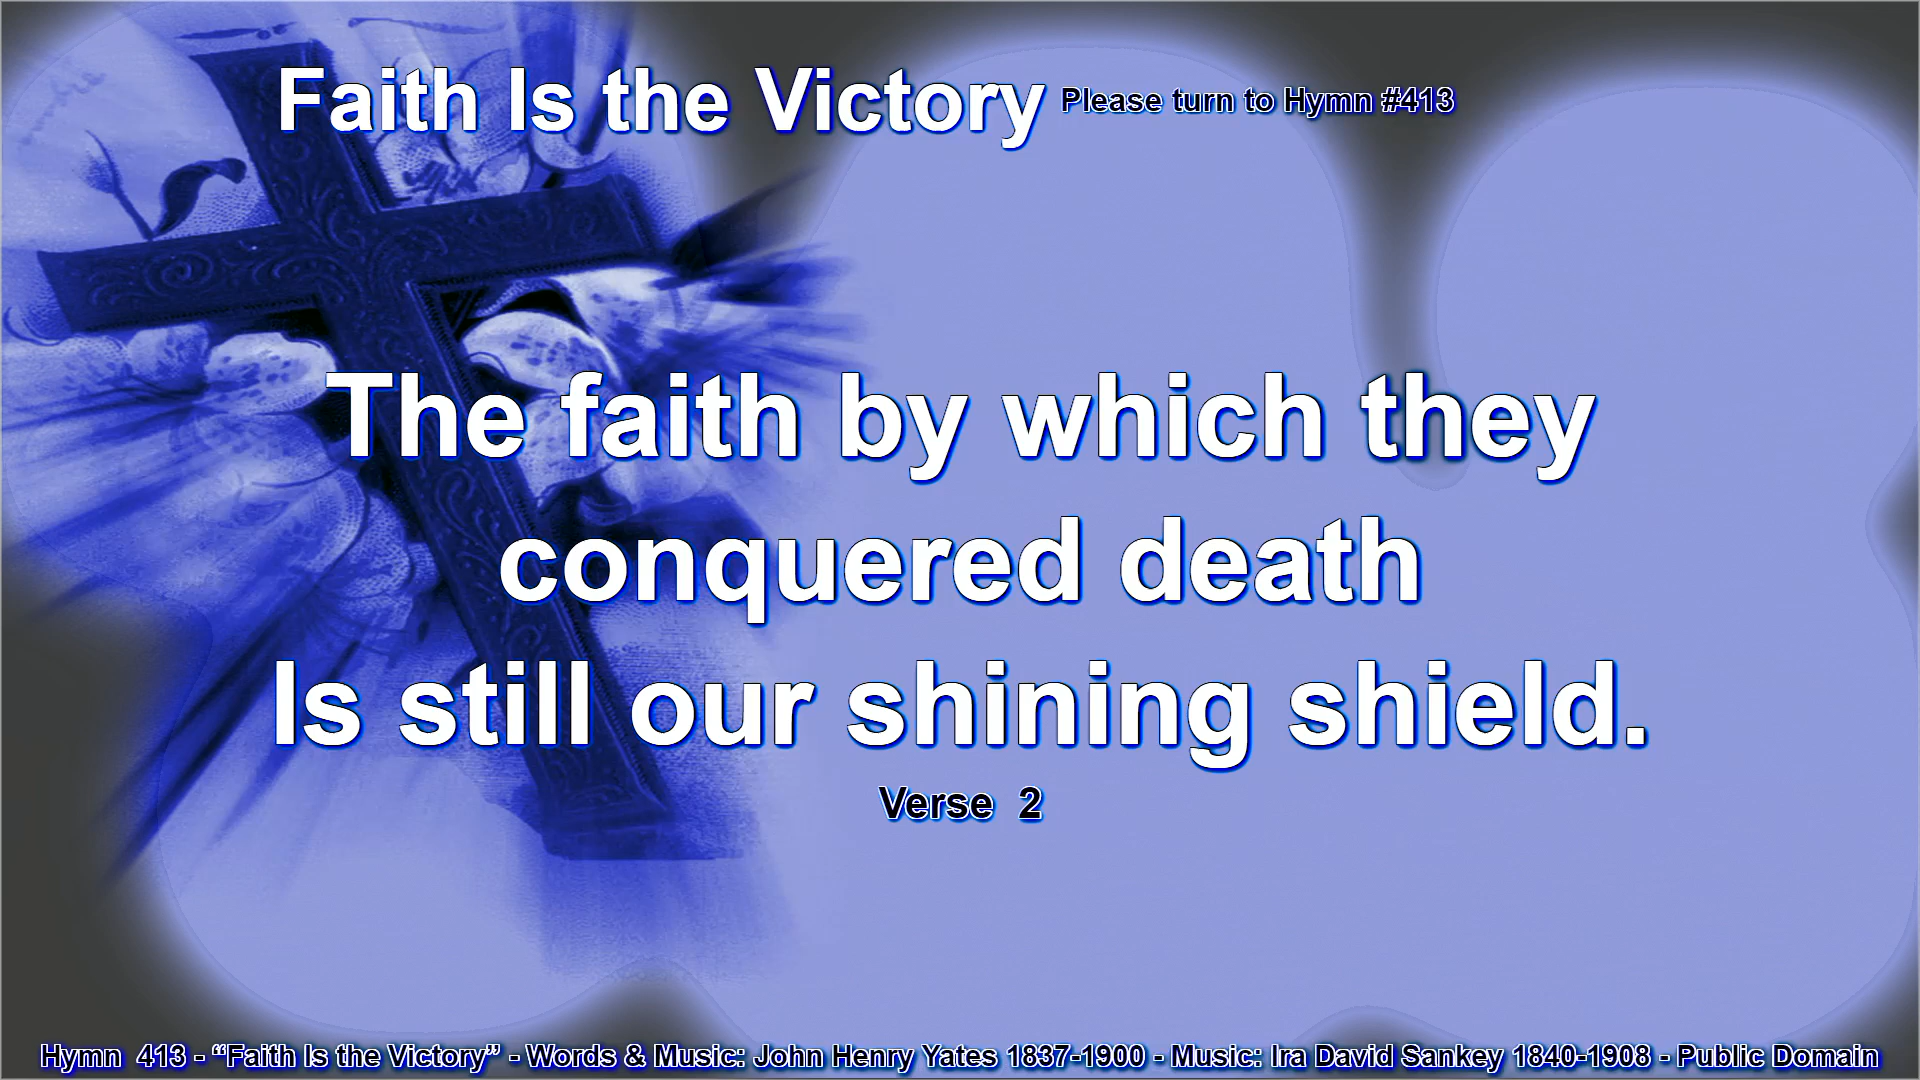 Faith Is the Victory Please turn to Hymn #413
The faith by which they
conquered death
Is still our shining shield.
Verse 2
Hymn 413 - “Faith Is the Victory” - Words & Music: John Henry Yates 1837-1900 - Music: Ira David Sankey 1840-1908 - Public Domain